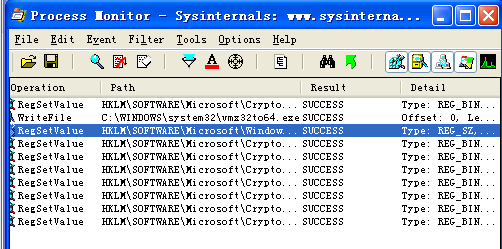 Process Monitor - Sysinternals: www.sysinterna...
File Edit Event Filter Tools Options Help
Operation Path Result Detail
RegSetValue HKLM\SOFTWARE\Microsoft\Crypto... SUCCESS Type: REG_BIN...
WriteFile C:\WINDOWS\system32\vmx32to64.exe SUCCESS Offset: 0, Le...
RegSetValue HKLM\SOFTWARE\Microsoft\Window... SUCCESS Type: REG_SZ,...
RegSetValue HKLM\SOFTWARE\Microsoft\Crypto... SUCCESS Type: REG_BIN...
RegSetValue HKLM\SOFTWARE\Microsoft\Crypto... SUCCESS Type: REG_BIN...
RegSetValue HKLM\SOFTWARE\Microsoft\Crypto... SUCCESS Type: REG_BIN...
RegSetValue HKLM\SOFTWARE\Microsoft\Crypto... SUCCESS Type: REG_BIN...
RegSetValue HKLM\SOFTWARE\Microsoft\Crypto... SUCCESS Type: REG_BIN...
RegSetValue HKLM\SOFTWARE\Microsoft\Crypto... SUCCESS Type: REG_BIN...
RegSetValue HKLM\SOFTWARE\Microsoft\Crypto... SUCCESS Type: REG_BIN...